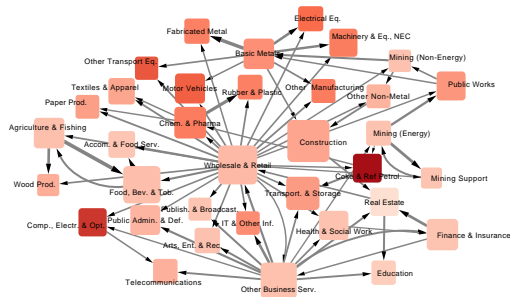 Electrical Eq.
Fabricated Metal
Machinery & Eq., NEC
Basic Metals
Mining (Non-Energy)
Other Transport Eq.
Textiles & Apparel
Motor Vehicles
Rubber & Plastic
Other Manufacturing
Public Works
Paper Prod.
Other Non-Metal
Chem. & Pharma
Agriculture & Fishing
Mining (Energy)
Accom. & Food Serv.
Construction
Wholesale & Retail
Coke & Ref Petrol.
Mining Support
Wood Prod.
Food, Bev. & Tob.
Transport. & Storage
Real Estate
Publish. & Broadcast.
Comp., Electr. & Opt.
Public Admin. & Def.
IT & Other Inf.
Health & Social Work
Finance & Insurance
Arts, Ent. & Rec.
Telecommunications
Other Business Serv.
Education